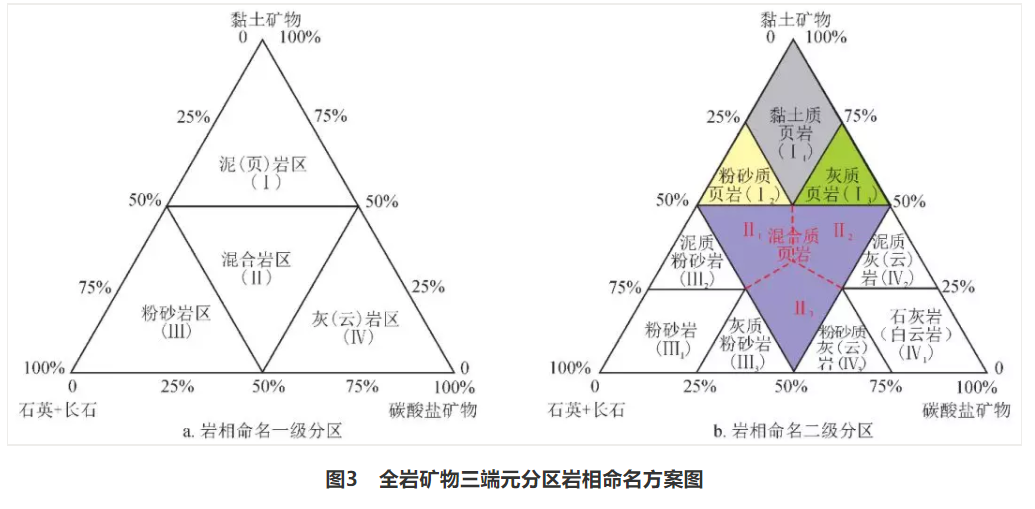 黏土矿物
0 100%
25% 75%
泥(页)岩区
(Ⅰ)
50% 50%
混合岩区
(Ⅱ)
75% 25%
粉砂岩区
(Ⅲ)
灰(云)岩区
(Ⅳ)
100% 0
0 25% 50% 75% 100%
石英+长石 碳酸盐矿物
a. 岩相命名一级分区
黏土矿物
0 100%
25% 75%
黏土质
页岩
(Ⅰ₁)
粉砂质
页岩(Ⅰ₂)
灰质
页岩(Ⅰ₃)
50% 50%
Ⅱ₁ 混合质 Ⅱ₂
页岩
泥质
粉砂岩
(Ⅲ₂)
泥质
灰(云)
岩(Ⅳ₂)
75% 25%
Ⅱ₃
粉砂岩
(Ⅲ₁)
灰质
粉砂岩
(Ⅲ₃)
粉砂质
灰(云)
岩(Ⅳ₃)
石灰岩
(白云岩)
(Ⅳ₁)
100% 0
0 25% 50% 75% 100%
石英+长石 碳酸盐矿物
b. 岩相命名二级分区
图3 全岩矿物三端元分区岩相命名方案图